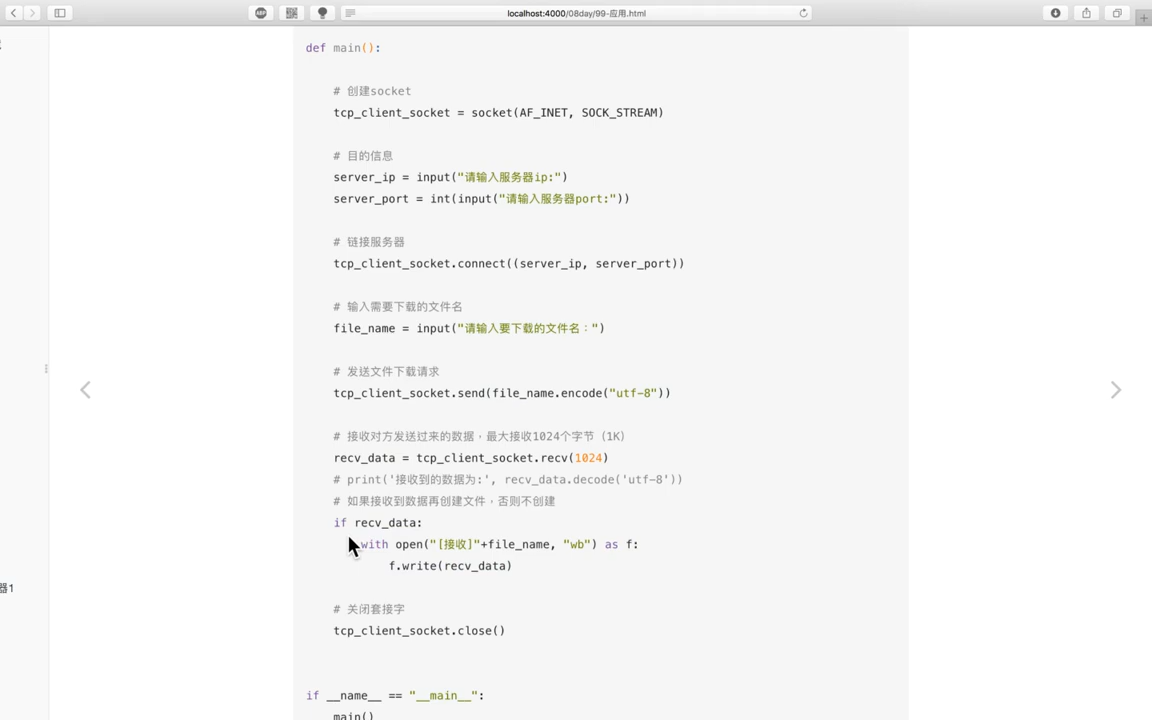 localhost:4000/08day/99-应用.html
def main():
# 创建socket
tcp_client_socket = socket(AF_INET, SOCK_STREAM)
# 目的信息
server_ip = input("请输入服务器ip:")
server_port = int(input("请输入服务器port:"))
# 链接服务器
tcp_client_socket.connect((server_ip, server_port))
# 输入需要下载的文件名
file_name = input("请输入要下载的文件名：")
# 发送文件下载请求
tcp_client_socket.send(file_name.encode("utf-8"))
# 接收对方发送过来的数据，最大接收1024个字节（1K）
recv_data = tcp_client_socket.recv(1024)
# print('接收到的数据为:', recv_data.decode('utf-8'))
# 如果接收到数据再创建文件，否则不创建
if recv_data:
with open("[接收]"+file_name, "wb") as f:
f.write(recv_data)
器1
# 关闭套接字
tcp_client_socket.close()
if __name__ == "__main__":
main()